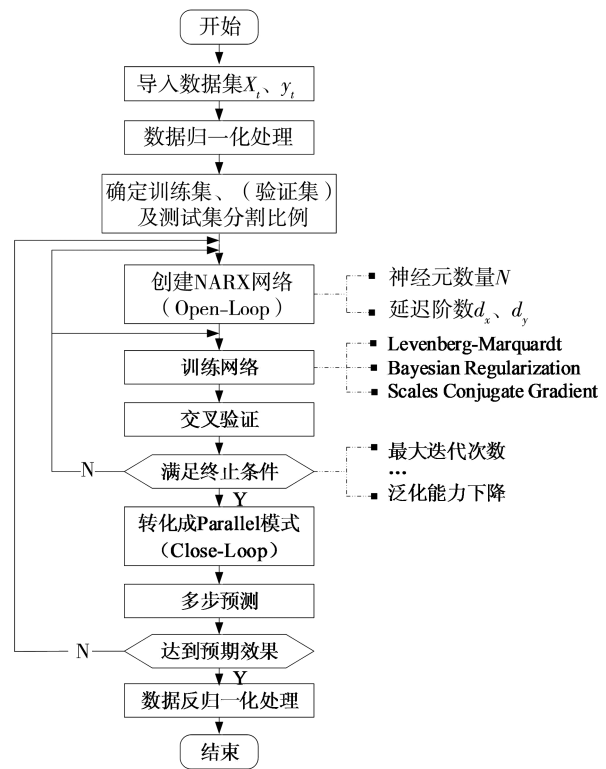 开始
导入数据集Xt、yt
数据归一化处理
确定训练集、（验证集）
及测试集分割比例
创建NARX网络
（Open-Loop）
神经元数量N
延迟阶数dx、dy
训练网络
Levenberg-Marquardt
Bayesian Regularization
Scales Conjugate Gradient
交叉验证
N
满足终止条件
最大迭代次数
...
泛化能力下降
Y
转化成Parallel模式
（Close-Loop）
多步预测
N
达到预期效果
Y
数据反归一化处理
结束